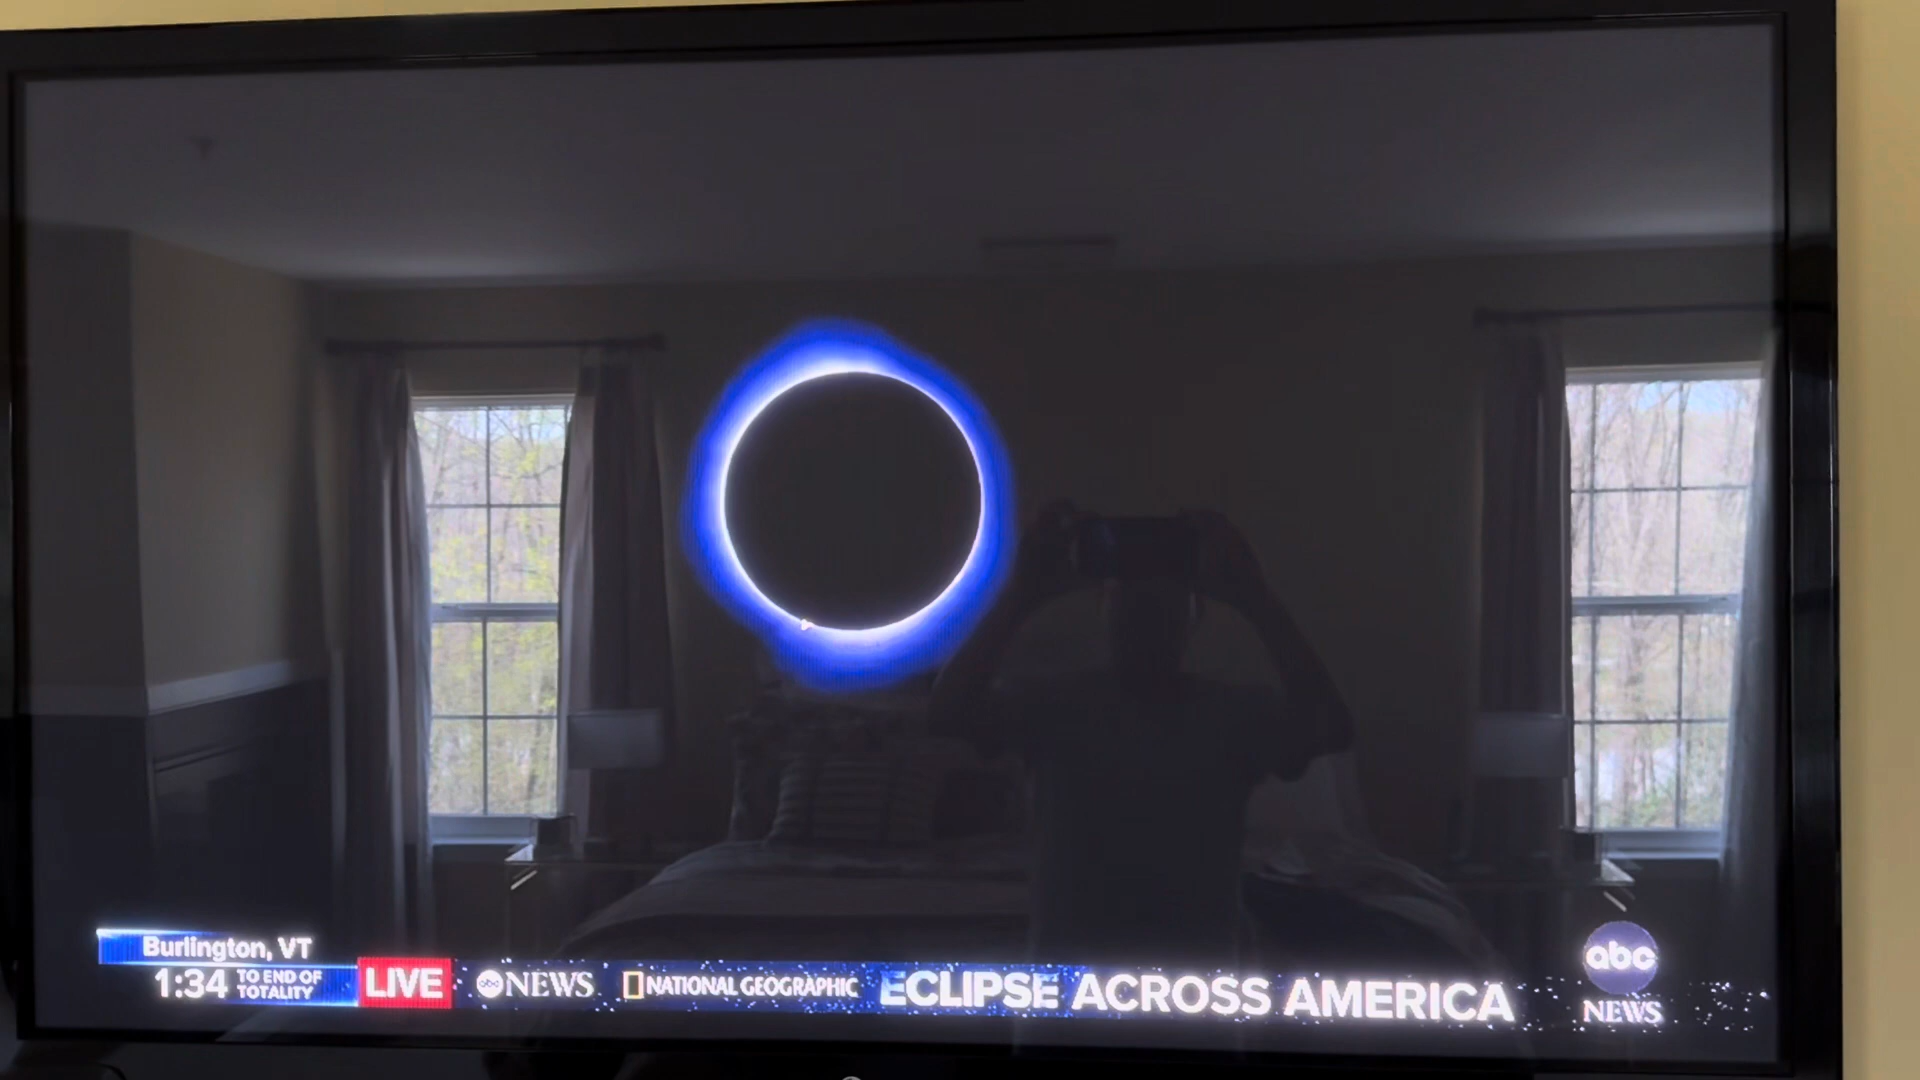 Burlington, VT
1:34 TO END OF TOTALITY
LIVE
abc NEWS
NATIONAL GEOGRAPHIC
ECLIPSE ACROSS AMERICA
abc
NEWS